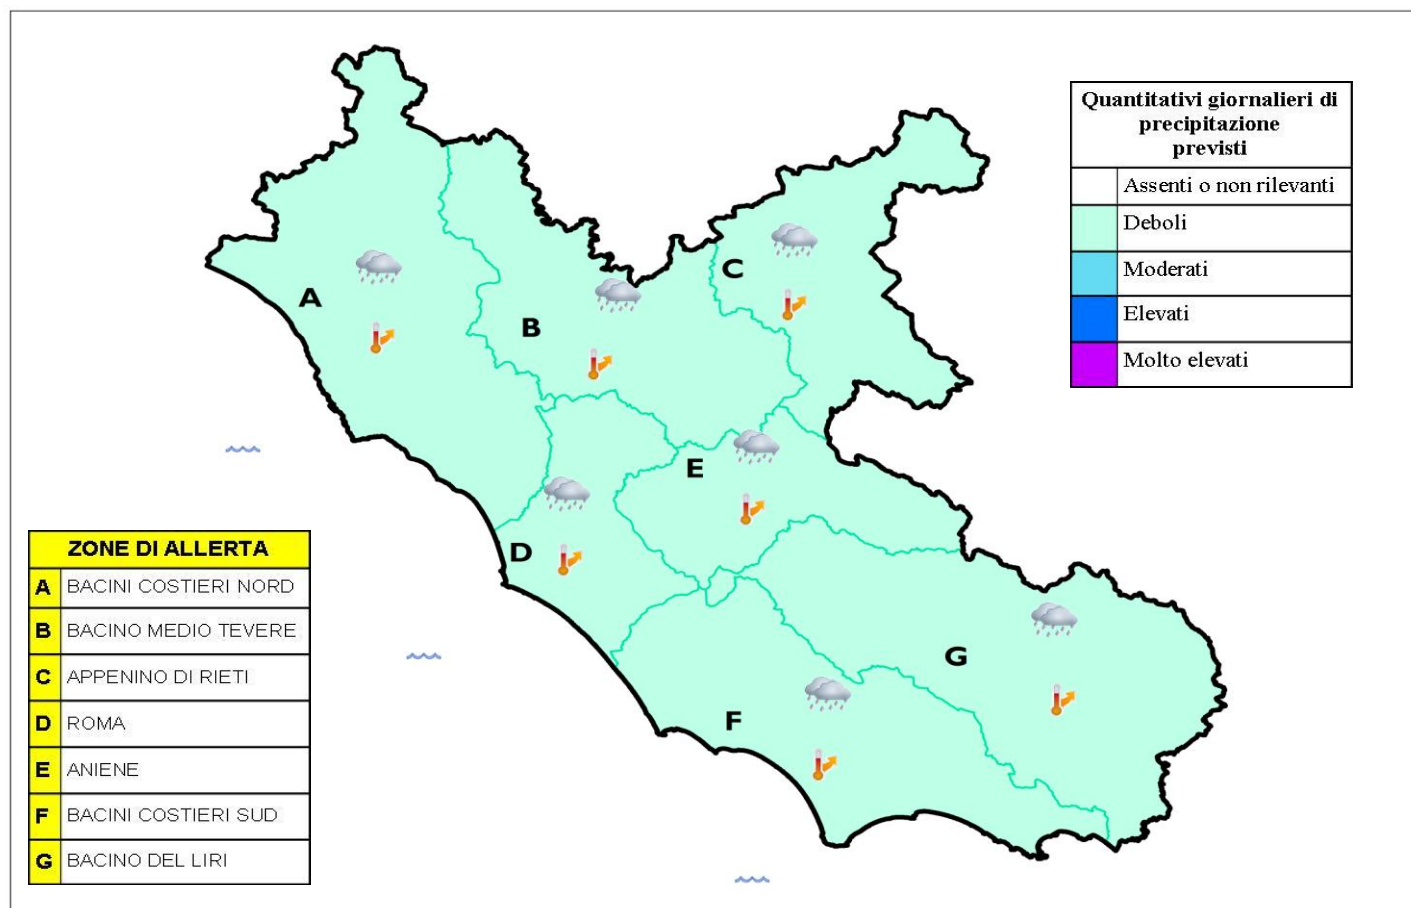 Quantitativi giornalieri di
precipitazione
previsti
Assenti o non rilevanti
Deboli
Moderati
Elevati
Molto elevati
A
B
C
E
D
G
F
ZONE DI ALLERTA
A BACINI COSTIERI NORD
B BACINO MEDIO TEVERE
C APPENINO DI RIETI
D ROMA
E ANIENE
F BACINI COSTIERI SUD
G BACINO DEL LIRI